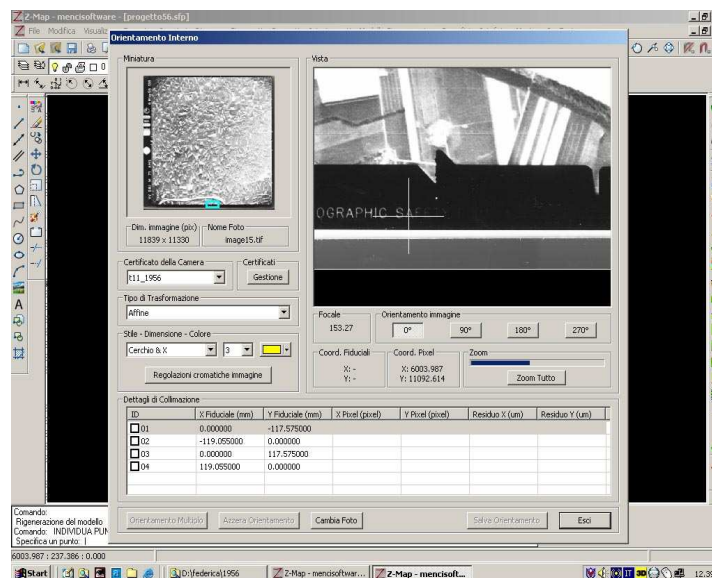 Z-Map - mencisoftware - [progetto56.sfp]
File Modifica Visualiz
Orientamento Interno
Miniatura
Vista
OGRAPHIC SAFE
Dim. immagine (pix)
11839 x 11330
Nome Foto
image15.tif
Certificato della Camera
t11_1956
Certificati
Gestione
Tipo di Trasformazione
Affine
Stile - Dimensione - Colore
Cerchio & X
3
Regolazioni cromatiche immagine
Focale
153.27
Orientamento immagine
0°
90°
180°
270°
Coord. Fiduciali
X: -
Y: -
Coord. Pixel
X: 6003.987
Y: 11092.614
Zoom
Zoom Tutto
Dettagli di Collimazione
ID X Fiduciale (mm) Y Fiduciale (mm) X Pixel (pixel) Y Pixel (pixel) Residuo X (um) Residuo Y (um)
01 0.000000 -117.575000
02 -119.055000 0.000000
03 0.000000 117.575000
04 119.055000 0.000000
Orientamento Multiplo
Azzera Orientamento
Cambia Foto
Salva Orientamento
Esci
Comando:
Rigenerazione del modello
Comando: INDIVIDUA PUN
Specifica un punto:
6003.987 : 237.386 : 0.000
Start
D:\federica\1956
Z-Map - mencisoftwar...
Z-Map - mencisoft...
IT
12.39